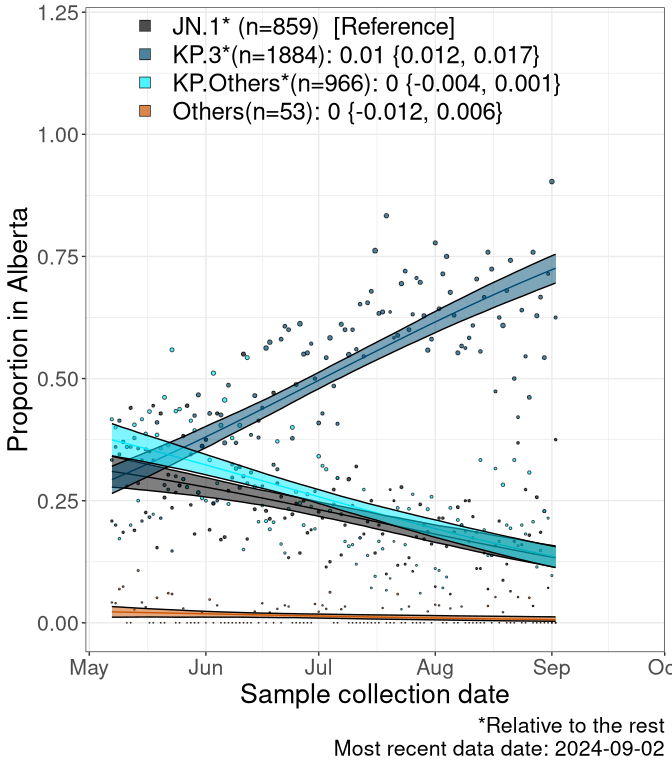 1.25
1.00
0.75
0.50
0.25
0.00
Proportion in Alberta
JN.1* (n=859)  [Reference]
KP.3*(n=1884): 0.01 {0.012, 0.017}
KP.Others*(n=966): 0 {-0.004, 0.001}
Others(n=53): 0 {-0.012, 0.006}
May Jun Jul Aug Sep Oc
Sample collection date
*Relative to the rest
Most recent data date: 2024-09-02